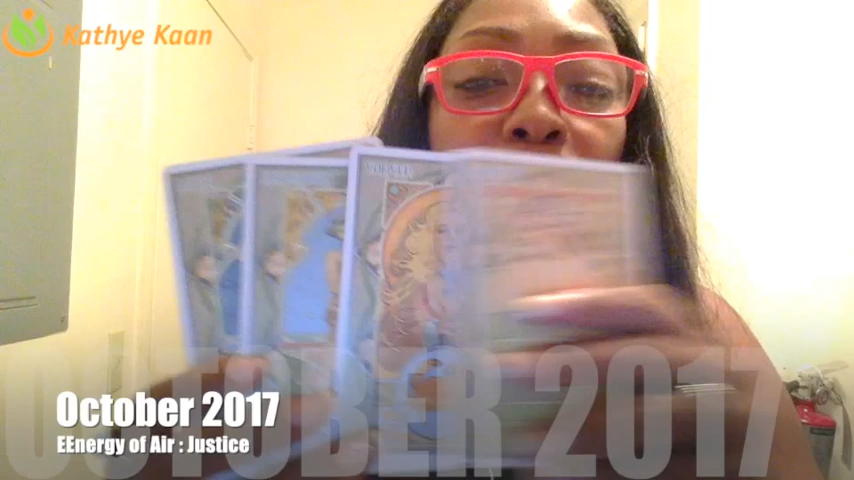 Kathye Kaan
OCTOBER 2017
October 2017
EEnergy of Air : Justice